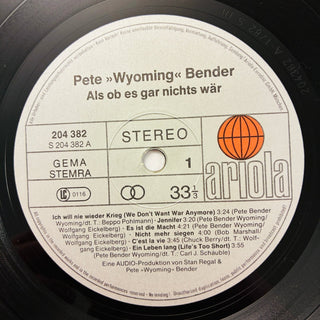 Pete »Wyoming« Bender
Als ob es gar nichts wär
204 382
S 204 382 A
STEREO
GEMA
STEMRA
1
LC 0116
33 1/3
ariola
Ich will nie wieder Krieg (We Don't Want War Anymore) 3:24 (Pete Bender
Wyoming/dt. T.: Beppo Pohlmann) · Jennifer 3:20 (Pete Bender Wyoming/
Wolfgang Eickelberg) · Es ist die Macht 4:21 (Pete Bender Wyoming/
Wolfgang Eickelberg) · Nicht mehr siegen 4:00 (Bob Marshall/
Wolfgang Eickelberg) · C'est la vie 3:45 (Chuck Berry/dt. T.: Wolf-
gang Eickelberg) · Ein Leben lang (Life's Too Short) 3:35
(Pete Bender Wyoming/dt. T.: Carl J. Schäuble)
Eine AUDIO-Produktion von Stan Regal &
Pete »Wyoming« Bender